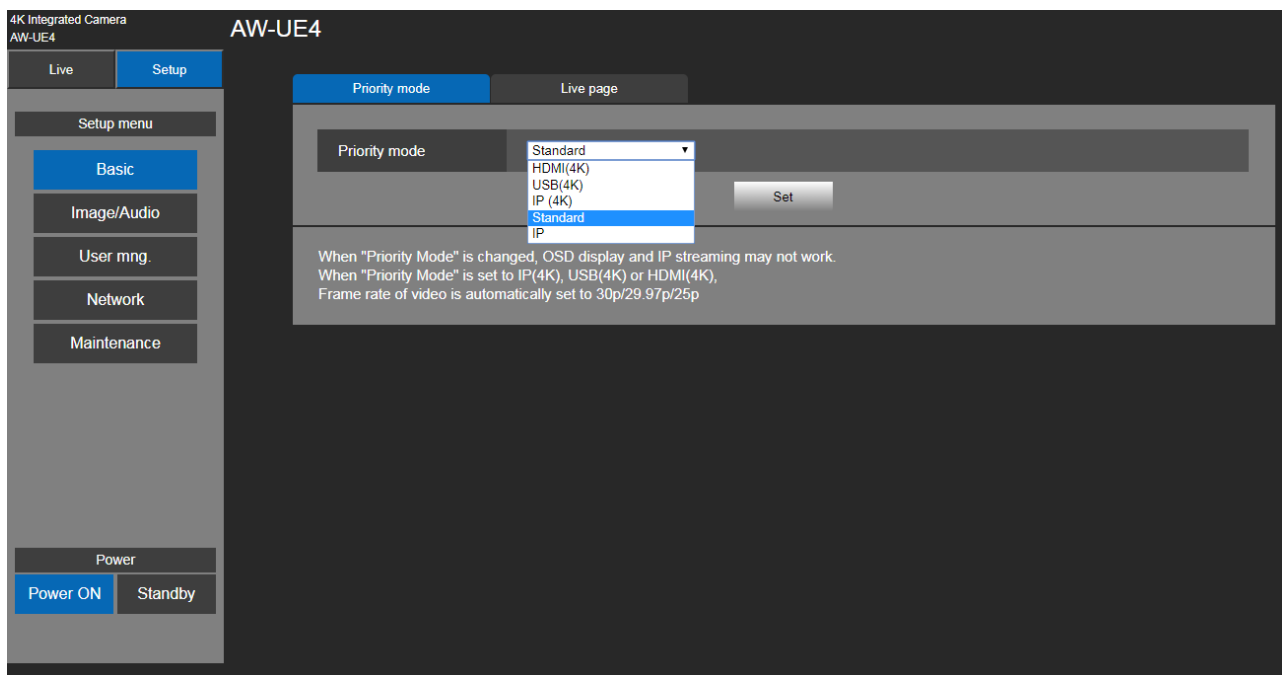 4K Integrated Camera
AW-UE4
AW-UE4
Live
Setup
Setup menu
Basic
Image/Audio
User mng.
Network
Maintenance
Power
Power ON
Standby
Priority mode
Live page
Priority mode
Standard
HDMI(4K)
USB(4K)
IP (4K)
Standard
IP
Set
When "Priority Mode" is changed, OSD display and IP streaming may not work.
When "Priority Mode" is set to IP(4K), USB(4K) or HDMI(4K),
Frame rate of video is automatically set to 30p/29.97p/25p